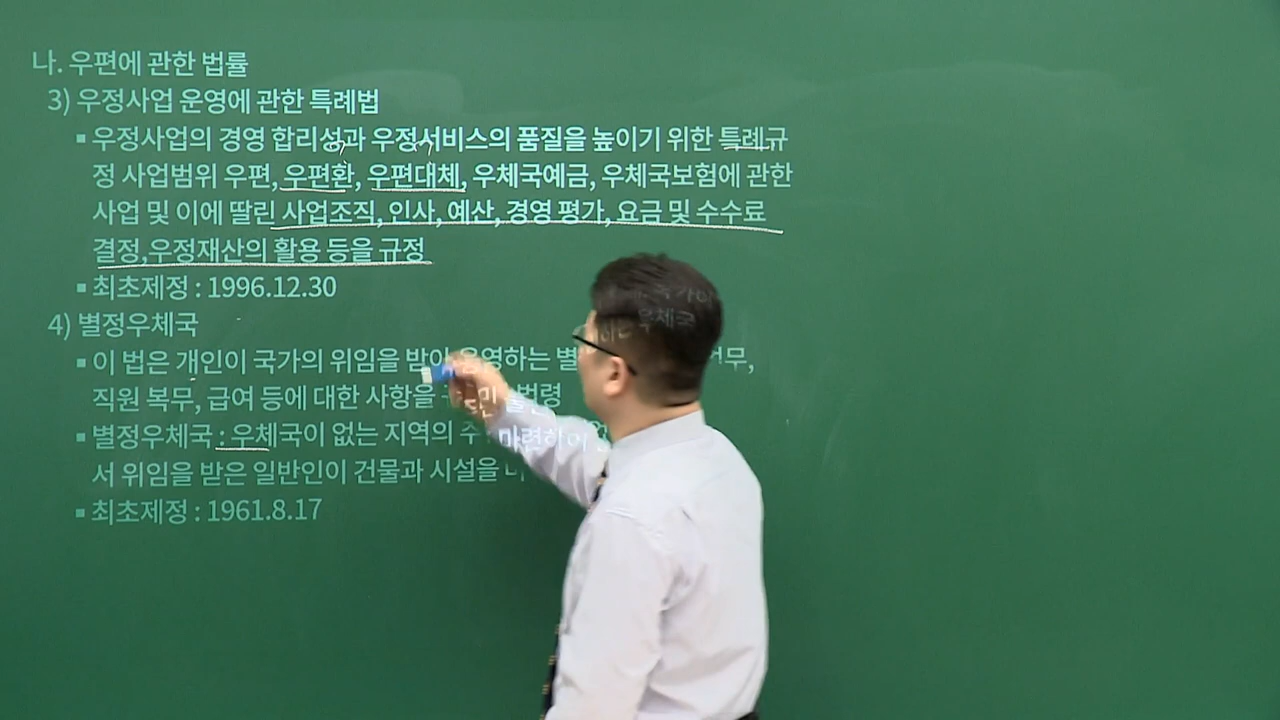 나. 우편에 관한 법률
3) 우정사업 운영에 관한 특례법
▪ 우정사업의 경영 합리성과 우정서비스의 품질을 높이기 위한 특례규
정 사업범위 우편, 우편환, 우편대체, 우체국예금, 우체국보험에 관한
사업 및 이에 딸린 사업조직, 인사, 예산, 경영 평가, 요금 및 수수료
결정,우정재산의 활용 등을 규정
▪ 최초제정 : 1996.12.30
4) 별정우체국
▪ 이 법은 개인이 국가의 위임을 받아 운영하는
직원 복무, 급여 등에 대한 사항을 법령
▪ 별정우체국 : 우체국이 없는 지역의
서 위임을 받은 일반인이 건물과 시설을 마련하여
▪ 최초제정 : 1961.8.17